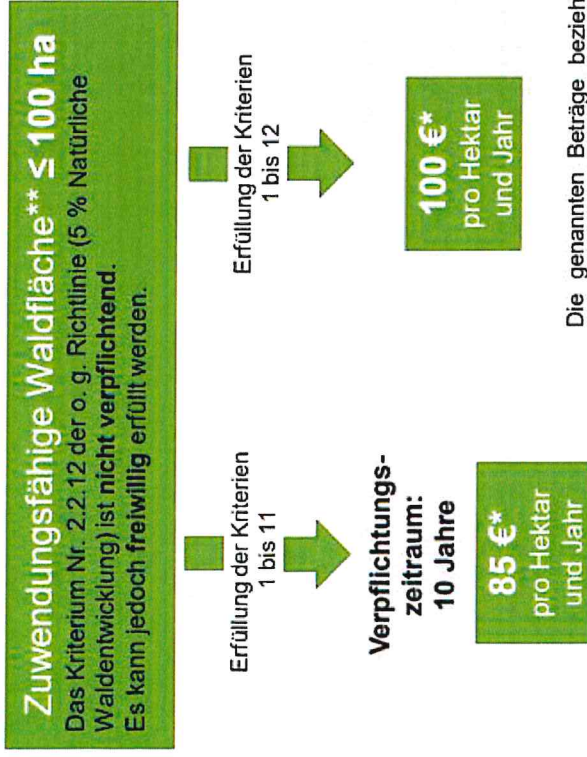 Zuwendungsfähige Waldfläche** ≤ 100 ha
Das Kriterium Nr. 2.2.12 der o. g. Richtlinie (5 % Natürliche
Waldentwicklung) ist nicht verpflichtend.
Es kann jedoch freiwillig erfüllt werden.
Erfüllung der Kriterien
1 bis 11
Verpflichtungs-
zeitraum:
10 Jahre
85 €*
pro Hektar
und Jahr
Erfüllung der Kriterien
1 bis 12
100 €*
pro Hektar
und Jahr
Die genannten Beträge bezieh